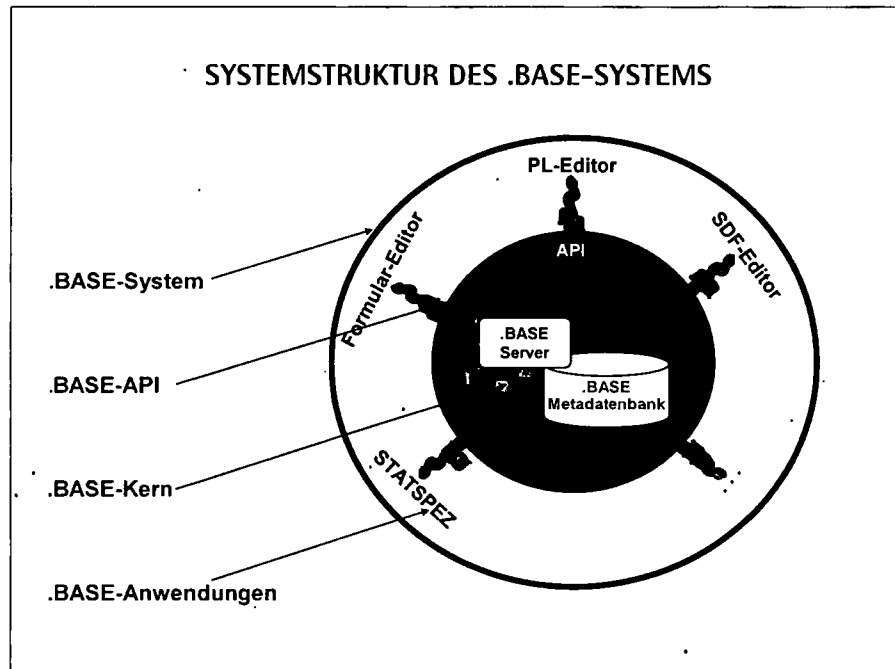 SYSTEMSTRUKTUR DES .BASE-SYSTEMS
PL-Editor
SDF-Editor
Formular-Editor
API
.BASE-System
.BASE
Server
.BASE-API
.BASE
Metadatenbank
.BASE-Kern
STATSPEZ
...
.BASE-Anwendungen